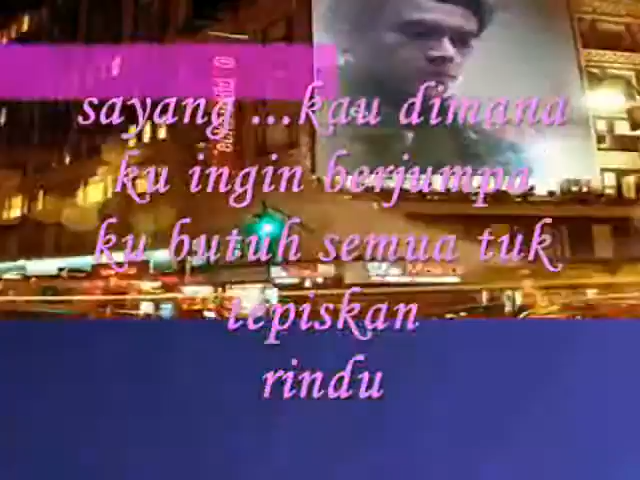 sayang ...kau dimana
ku ingin berjumpa
ku butuh semua tuk
tepiskan
rindu